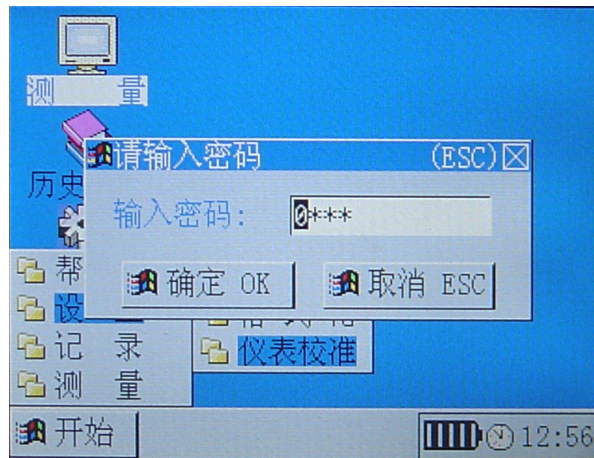 测 量
请输入密码 (ESC)
历史
输入密码: 0***
确定 OK 取消 ESC
帮
设
记 录
仪表校准
测 量
开始 12:56